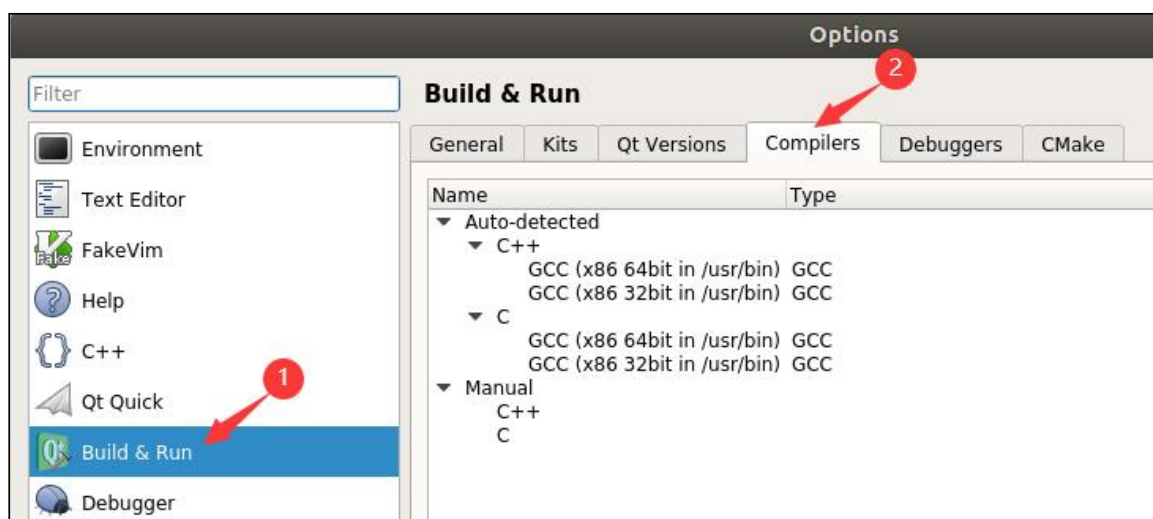 Options
2
Filter
Build & Run
Environment
General Kits Qt Versions Compilers Debuggers CMake
Text Editor
Name Type
Auto-detected
FakeVim
C++
GCC (x86 64bit in /usr/bin) GCC
GCC (x86 32bit in /usr/bin) GCC
Help
C
C++
GCC (x86 64bit in /usr/bin) GCC
GCC (x86 32bit in /usr/bin) GCC
1
Manual
Qt Quick
C++
C
Build & Run
Debugger